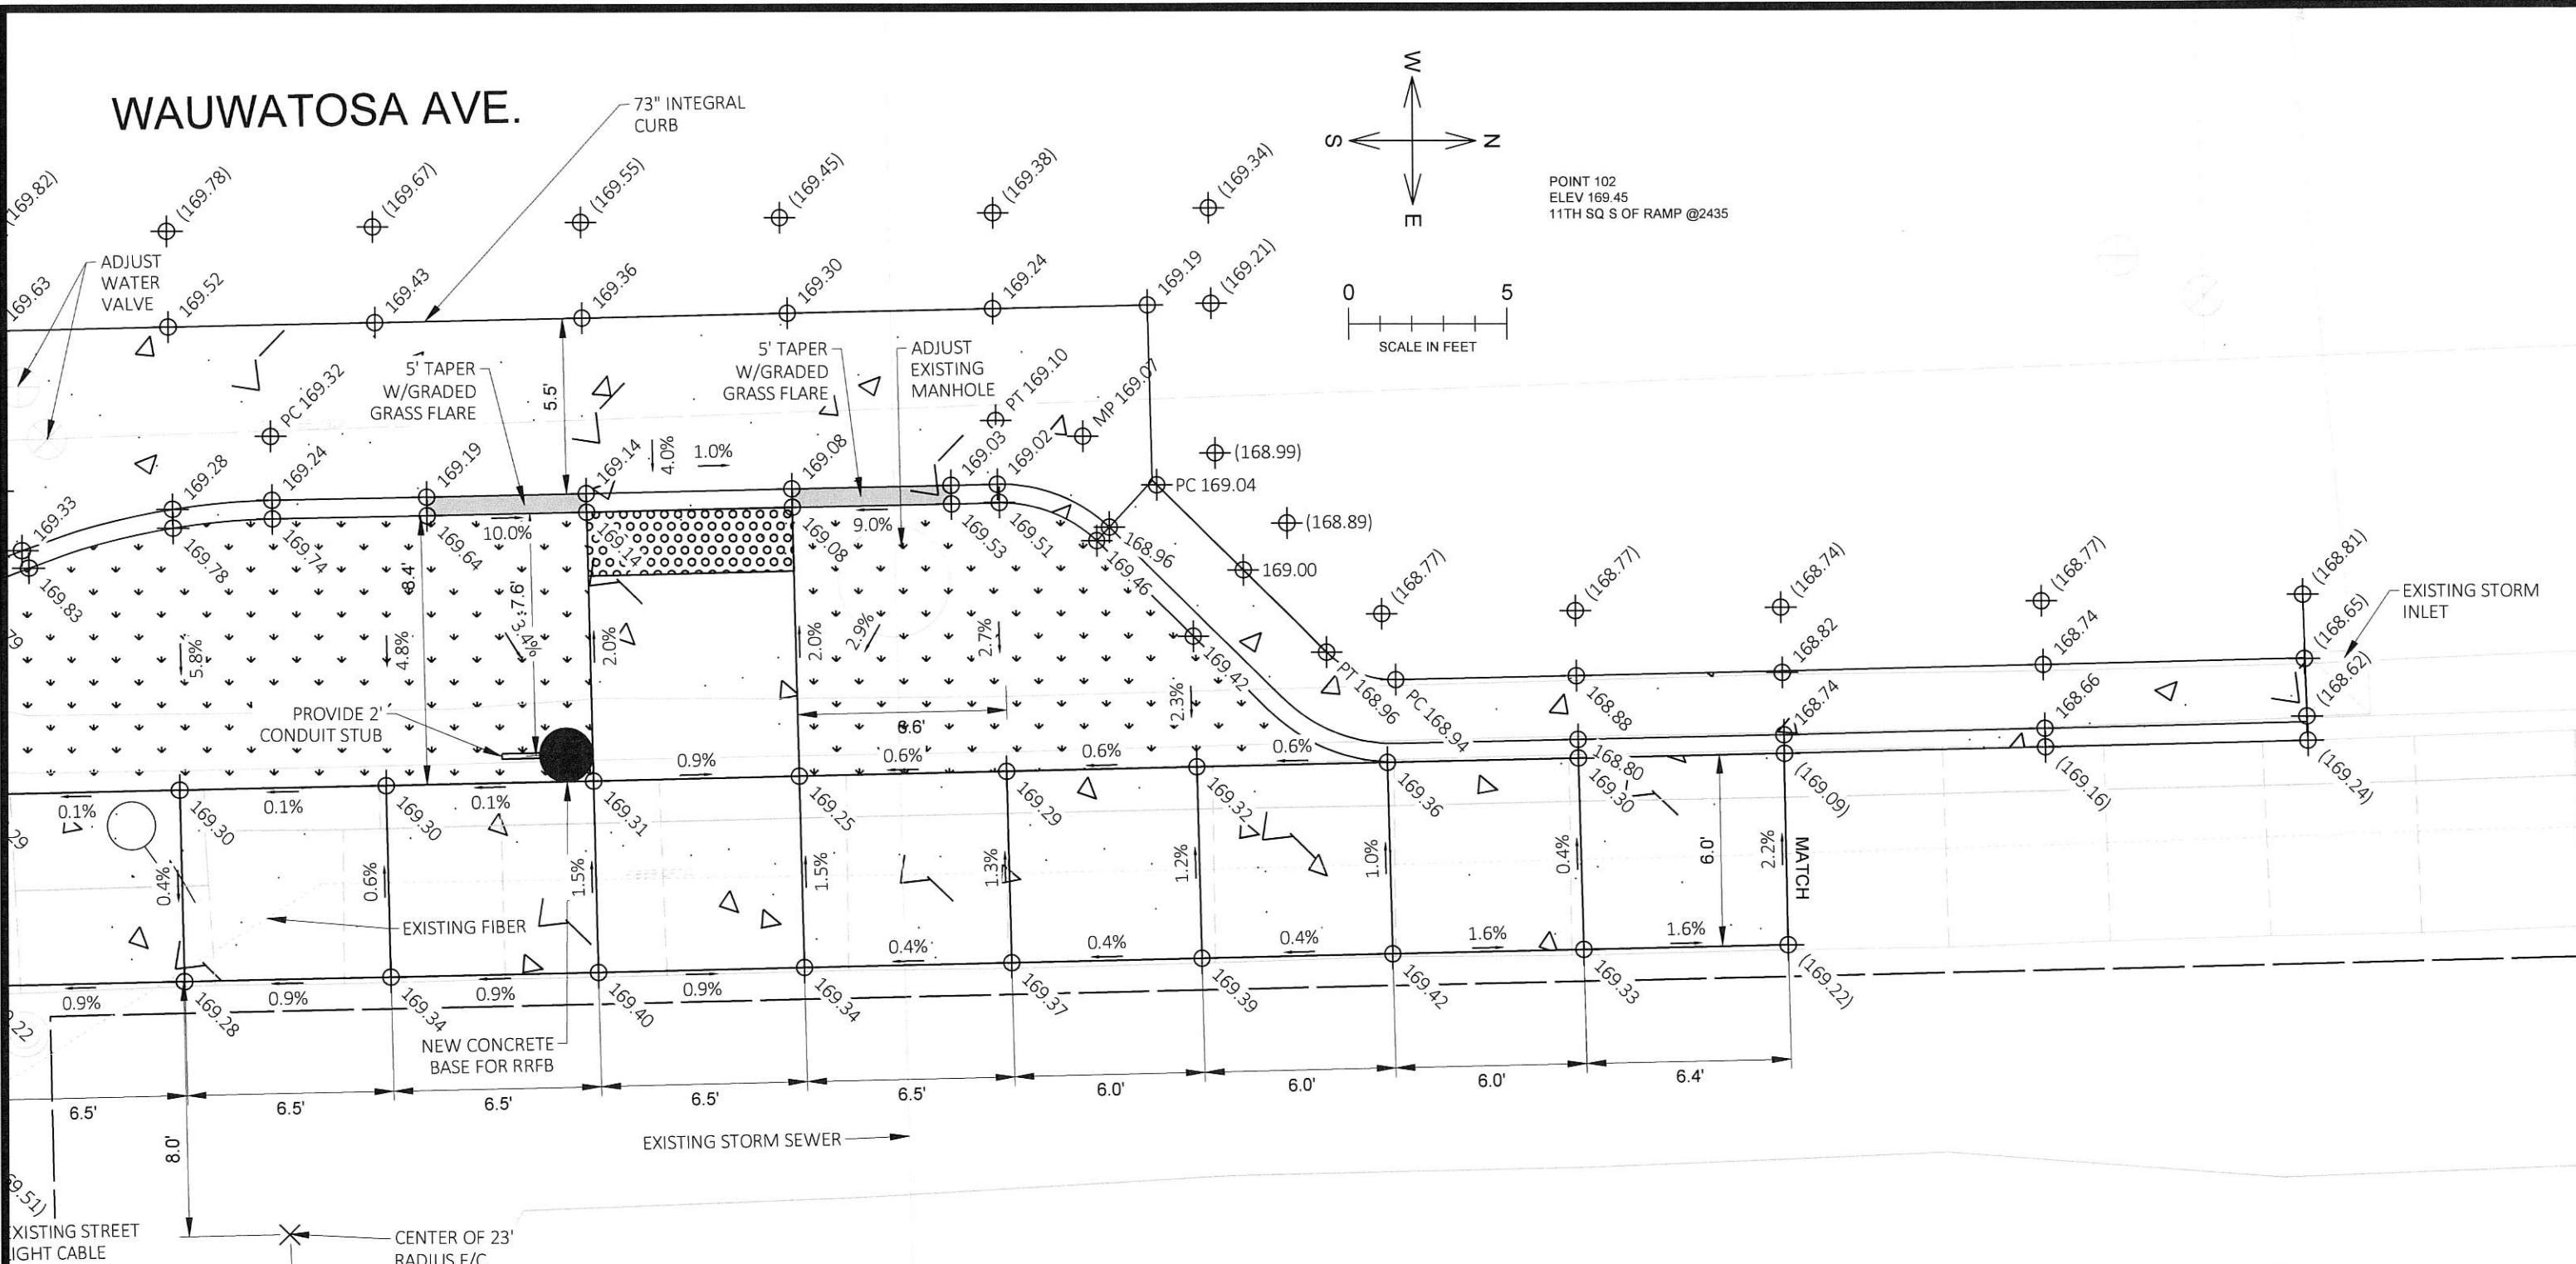 WAUWATOSA AVE.
73" INTEGRAL
CURB
W
S
N
E
POINT 102
ELEV 169.45
11TH SQ S OF RAMP @2435
0
5
SCALE IN FEET
(169.82)
(169.78)
(169.67)
(169.55)
(169.45)
(169.38)
(169.34)
ADJUST
WATER
VALVE
169.63
169.52
169.43
169.36
169.30
169.24
169.19
(169.21)
5' TAPER
W/GRADED
GRASS FLARE
5.5'
5' TAPER
W/GRADED
GRASS FLARE
ADJUST
EXISTING
MANHOLE
PC 169.32
PT 169.10
MP 169.07
(168.99)
PC 169.04
(168.89)
4.0%
1.0%
169.33
169.28
169.24
169.19
169.14
169.08
169.03
169.02
168.96
169.00
10.0%
9.0%
169.83
169.78
169.74
169.64
169.14
169.08
169.53
169.51
169.46
169.42
8.4'
7.6'
3.4%
5.8%
4.8%
2.0%
2.0%
2.9%
2.7%
2.3%
(168.77)
(168.77)
(168.74)
(168.77)
(168.81)
EXISTING STORM
INLET
(168.65)
(168.62)
PT 168.96
PC 168.94
168.88
168.82
168.74
168.80
168.74
168.66
PROVIDE 2'
CONDUIT STUB
6.6'
0.1%
0.1%
0.1%
0.9%
0.6%
0.6%
0.6%
169.30
169.30
169.31
169.25
169.29
169.32
169.36
169.30
(169.09)
(169.16)
(169.24)
0.4%
0.6%
1.5%
1.5%
1.3%
1.2%
1.0%
0.4%
6.0'
2.2%
MATCH
EXISTING FIBER
0.9%
0.9%
0.9%
0.9%
0.4%
0.4%
0.4%
1.6%
1.6%
169.28
169.34
169.40
169.34
169.37
169.39
169.42
169.33
(169.22)
NEW CONCRETE
BASE FOR RRFB
6.5'
6.5'
6.5'
6.5'
6.5'
6.0'
6.0'
6.0'
6.4'
8.0'
EXISTING STORM SEWER
EXISTING STREET
LIGHT CABLE
CENTER OF 23'
RADIUS F/C